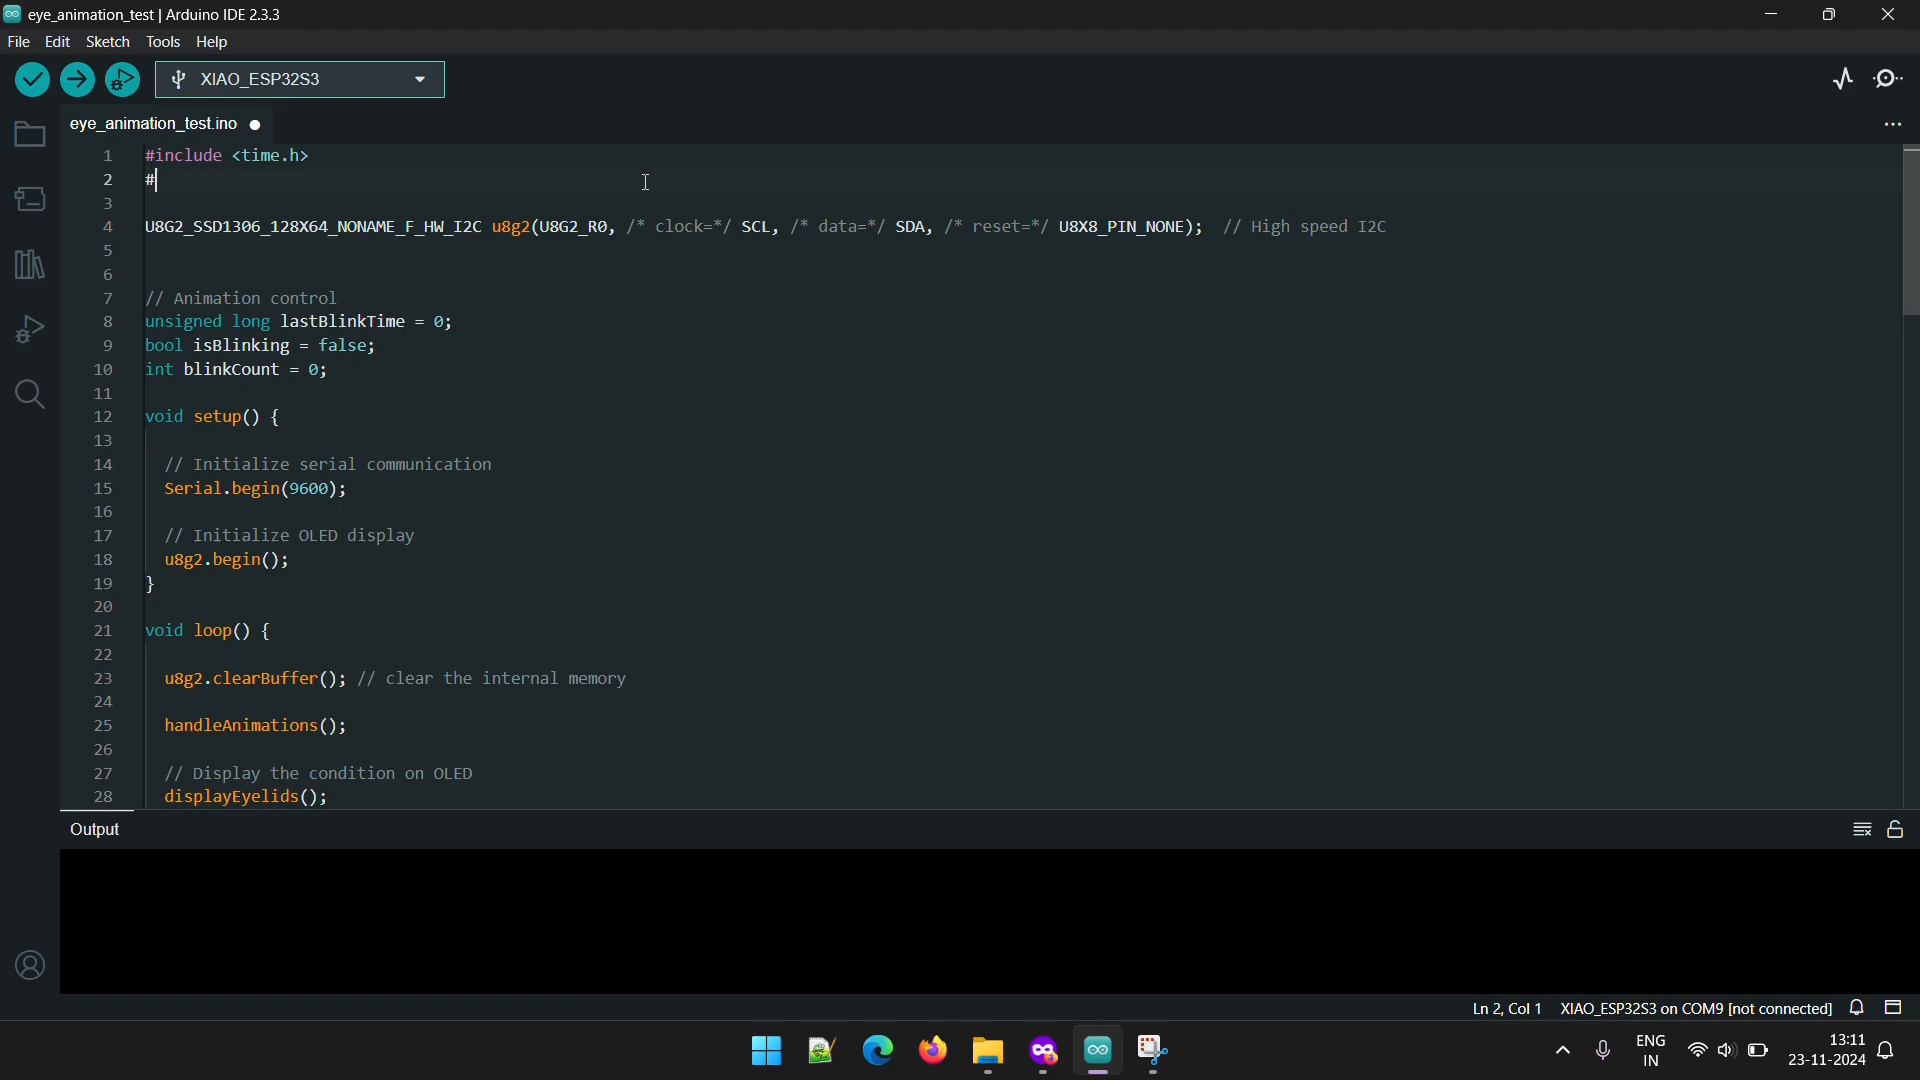 eye_animation_test | Arduino IDE 2.3.3
File Edit Sketch Tools Help
XIAO_ESP32S3
eye_animation_test.ino
1 #include <time.h>
2 #
3
4 U8G2_SSD1306_128X64_NONAME_F_HW_I2C u8g2(U8G2_R0, /* clock=*/ SCL, /* data=*/ SDA, /* reset=*/ U8X8_PIN_NONE); // High speed I2C
5
6
7 // Animation control
8 unsigned long lastBlinkTime = 0;
9 bool isBlinking = false;
10 int blinkCount = 0;
11
12 void setup() {
13
14 // Initialize serial communication
15 Serial.begin(9600);
16
17 // Initialize OLED display
18 u8g2.begin();
19 }
20
21 void loop() {
22
23 u8g2.clearBuffer(); // clear the internal memory
24
25 handleAnimations();
26
27 // Display the condition on OLED
28 displayEyelids();
Output
Ln 2, Col 1 XIAO_ESP32S3 on COM9 [not connected]
ENG
IN
13:11
23-11-2024